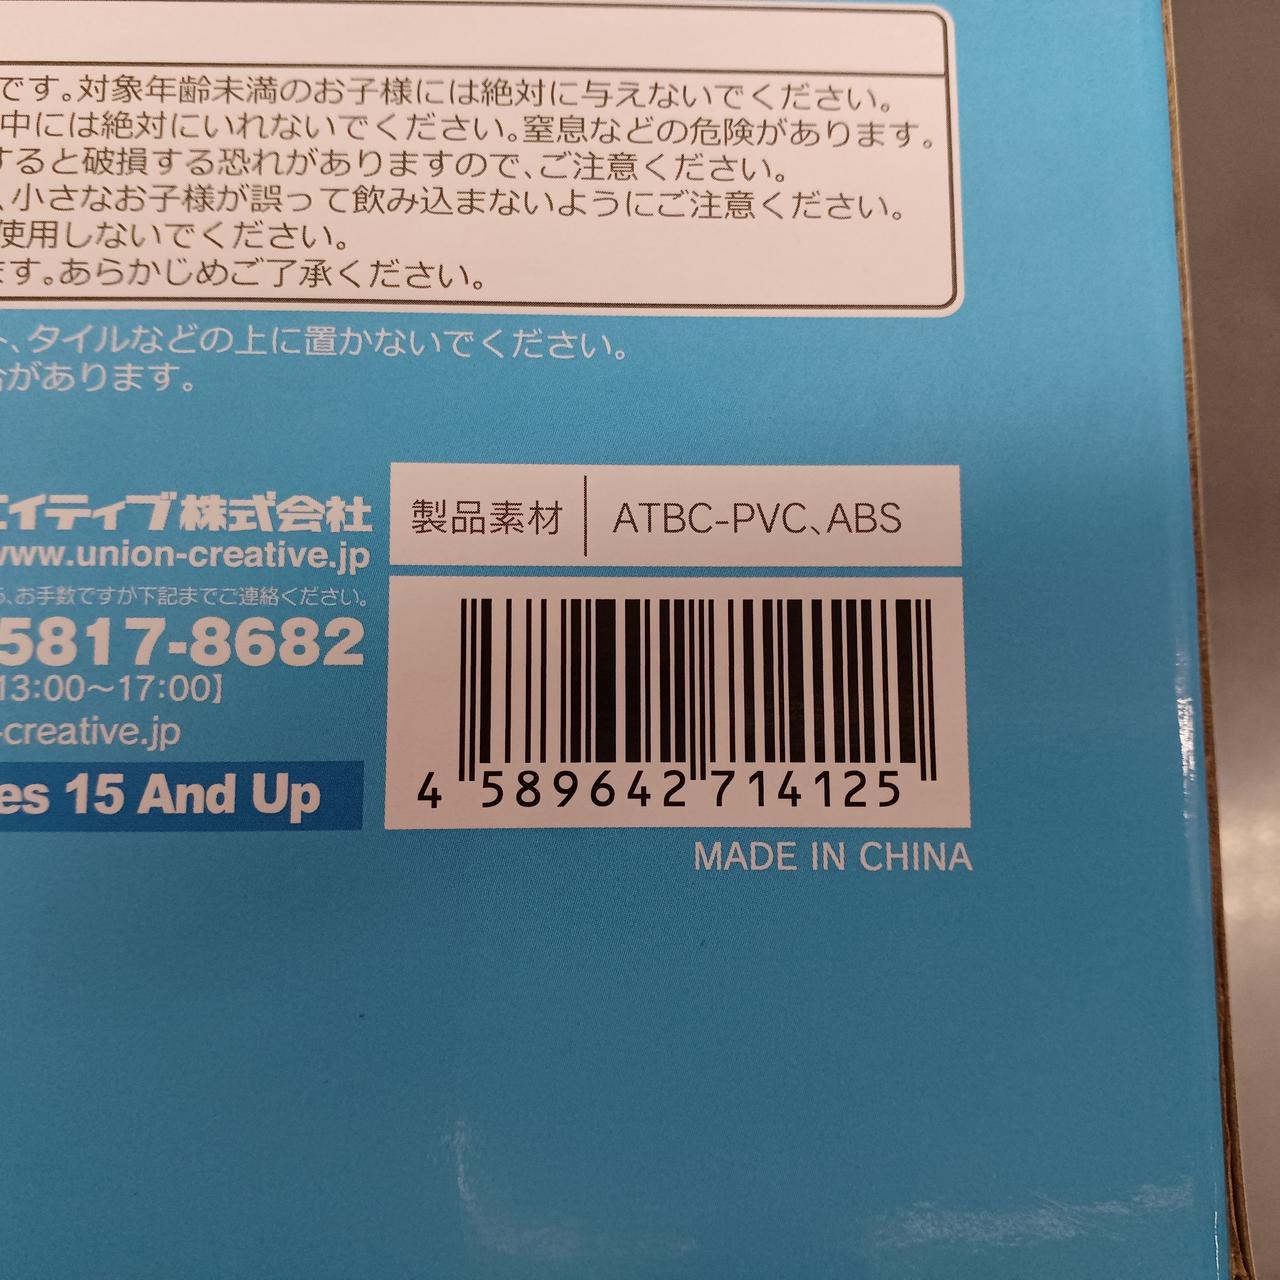 です。対象年齢未満のお子様には絶対に与えないでください。
中には絶対にいれないでください。窒息などの危険があります。
すると破損する恐れがありますので、ご注意ください。
、小さなお子様が誤って飲み込まないようにご注意ください。
使用しないでください。
ます。あらかじめご了承ください。
ト、タイルなどの上に置かないでください。
合があります。
エイティブ株式会社
www.union-creative.jp
ら、お手数ですが下記までご連絡ください。
5817-8682
13:00〜17:00】
-creative.jp
es 15 And Up
製品素材 ATBC-PVC、ABS
4 589642 714125
MADE IN CHINA